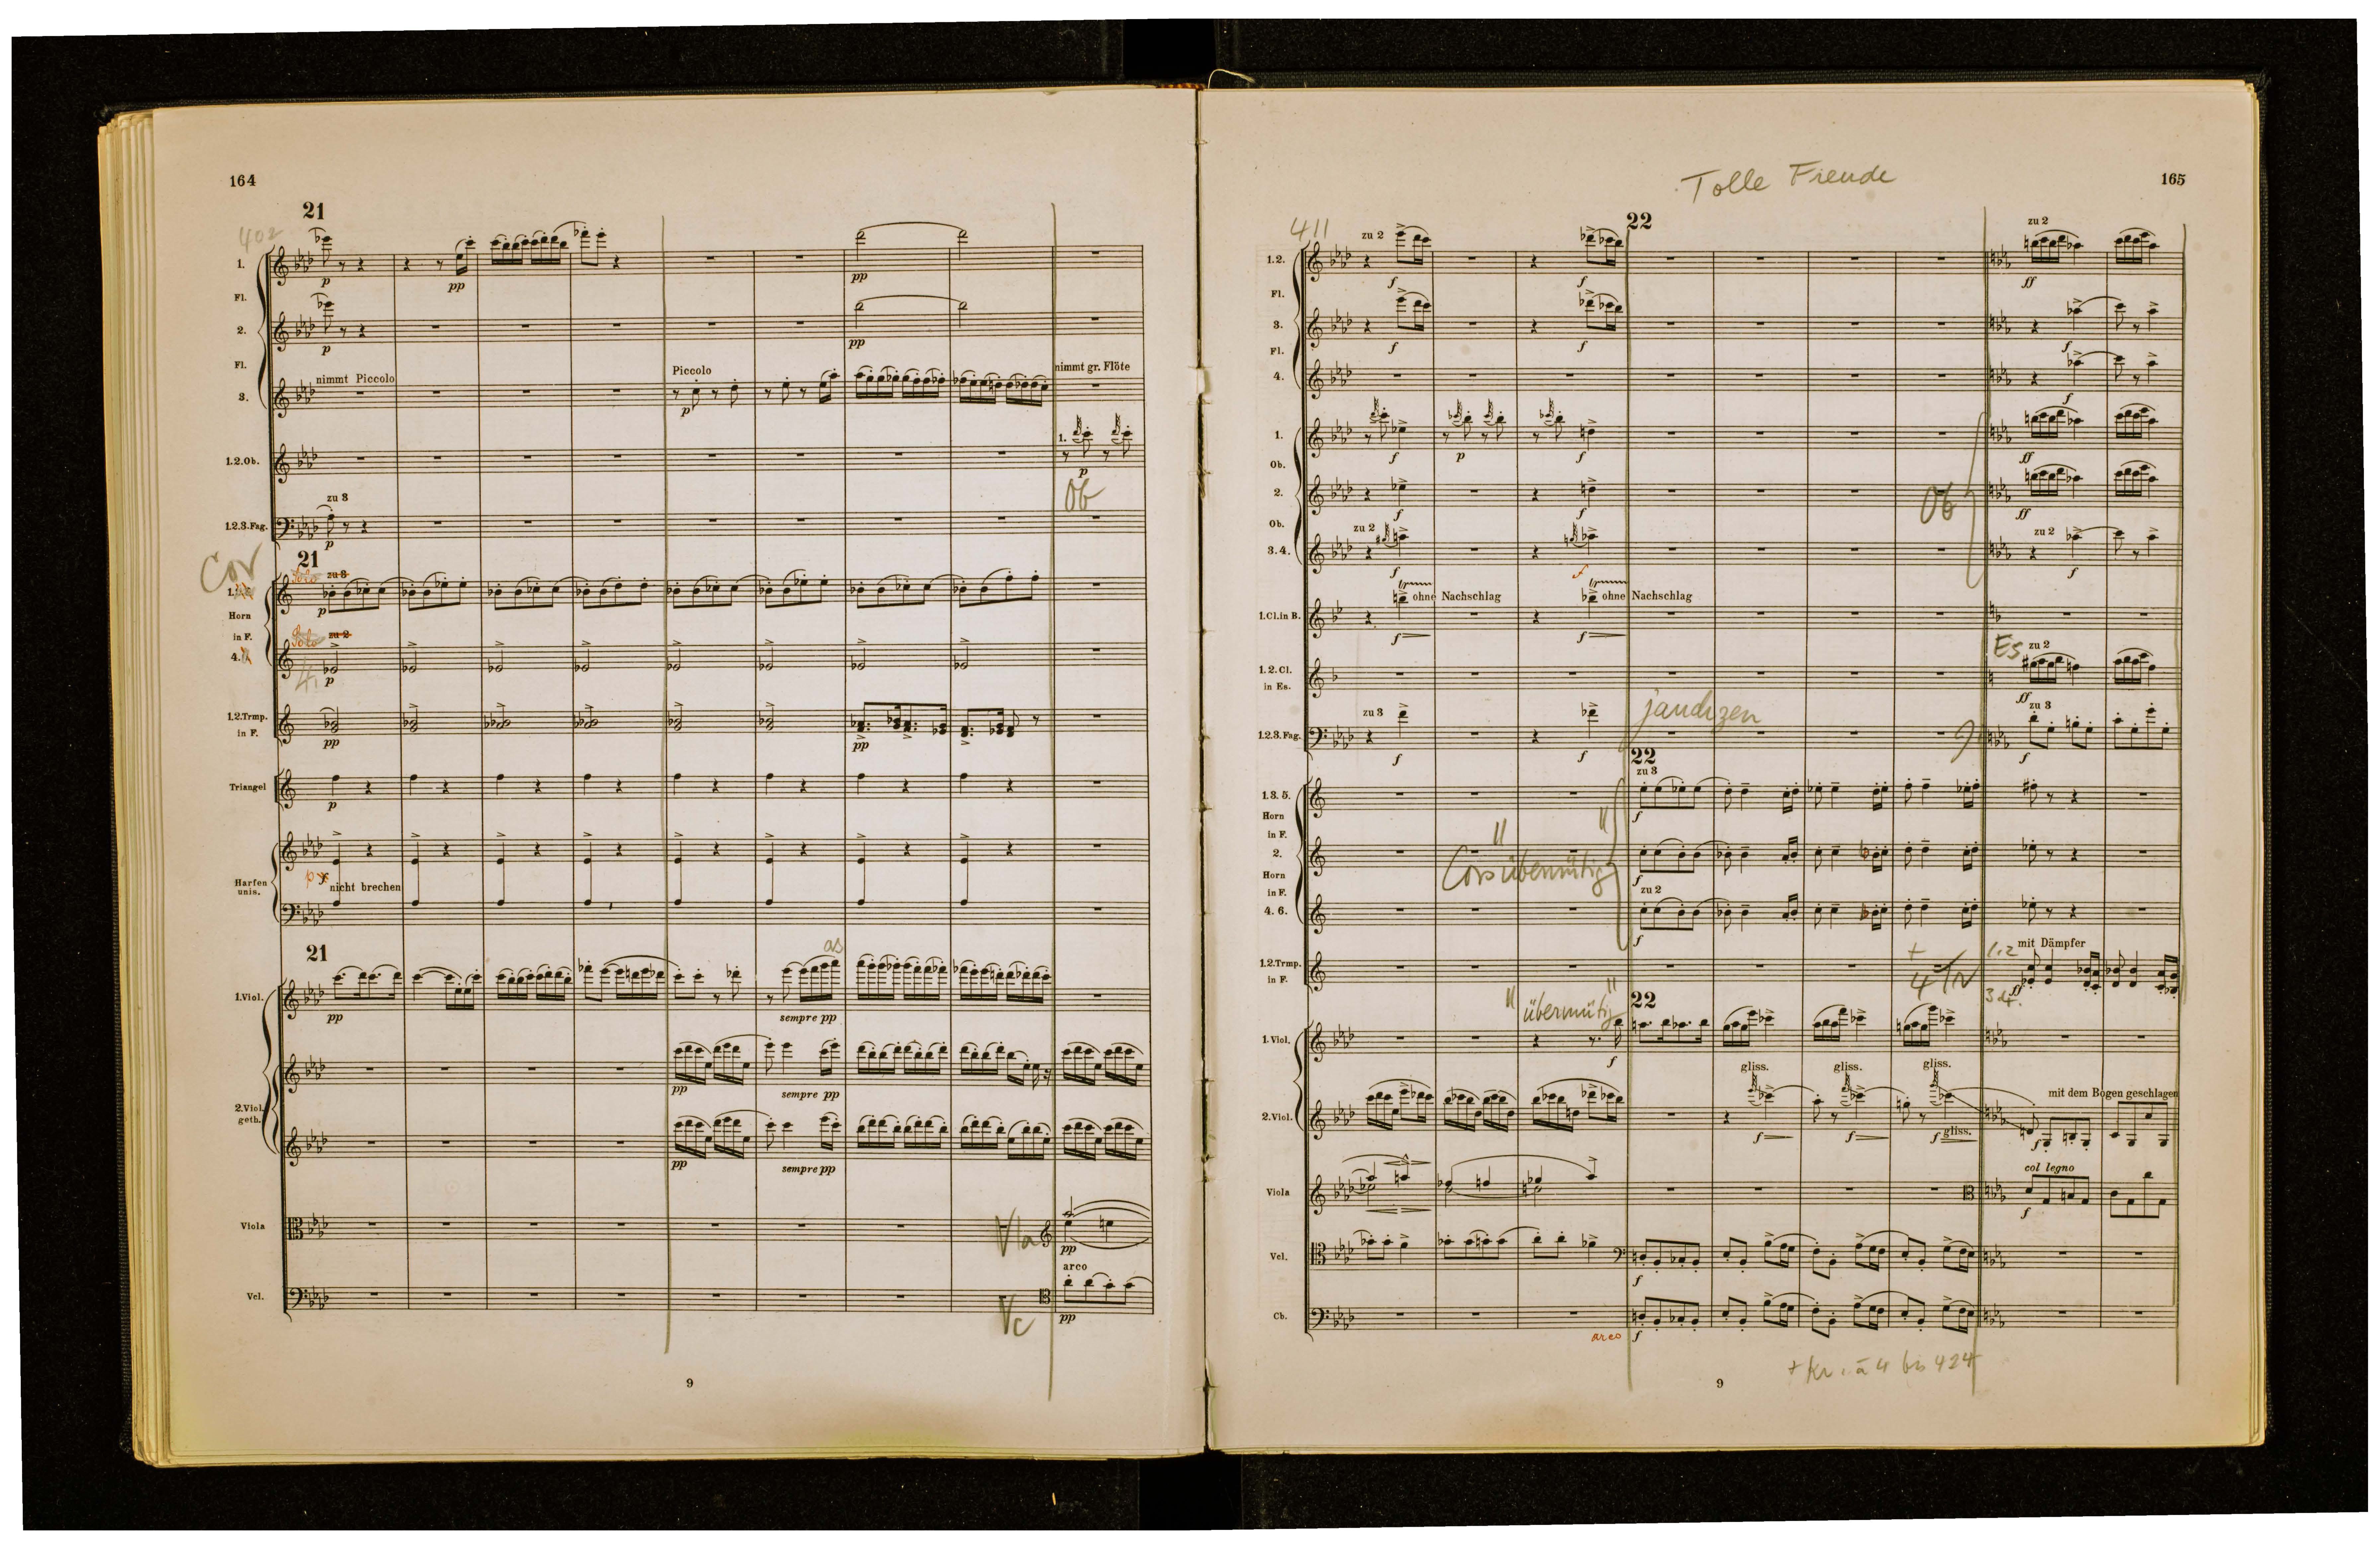 164
21
402
1.
p
pp
pp
Fl.
2.
p
pp
Fl.
nimmt Piccolo
Piccolo
nimmt gr. Flöte
3.
p
1.
1.2.Ob.
p
Ob
zu 3
1.2.3.Fag.
p
Cor
21
Solo zu 3
p
Horn
in F.
Solo zu 2
4.
4.
p
1.2.Trmp.
in F.
pp
pp
Triangel
p
p
Harfen
unis.
nicht brechen
21
as
1.Viol.
pp
sempre pp
pp
sempre pp
2.Viol.
geth.
pp
sempre pp
Viola
Vla
pp
arco
Vcl.
Vc
pp
9
Tolle Freude
165
411
zu 2
22
zu 2
1.2.
f
f
ff
Fl.
3.
f
f
f
Fl.
4.
f
1.
f
p
f
ff
Ob.
2.
f
f
ff
Ob
Ob.
zu 2
zu 2
3.4.
f
f
f
ohne Nachschlag
ohne Nachschlag
1.Cl.in B.
f
f
Es
zu 2
1.2.Cl.
in Es.
ff
jauchzen
zu 3
zu 3
1.2.3.Fag.
f
f
f
22
zu 3
1.3.5.
f
Horn
in F.
2.
"Cors übermütig"
f
Horn
in F.
zu 2
4.6.
f
1.2
mit Dämpfer
1.2.Trmp.
in F.
+
ff
3 4.
"übermütig"
22
1.Viol.
f
gliss.
gliss.
gliss.
mit dem Bogen geschlagen
2.Viol.
f
f
f gliss.
f
col legno
Viola
f
Vcl.
f
Cb.
arco
f
+ Kr. à 4 bis 424
9